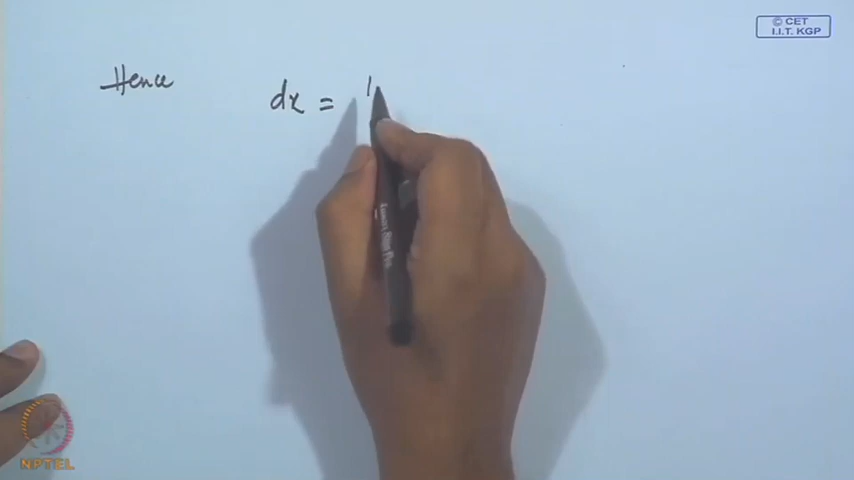 © CET
I.I.T. KGP
Hence dx =
NPTEL